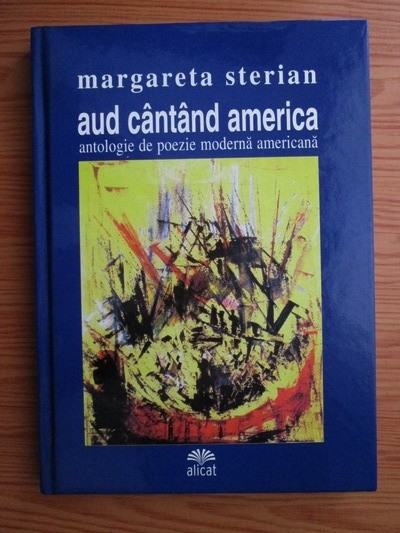 margareta sterian
aud cântând america
antologie de poezie modernă americană
alicat